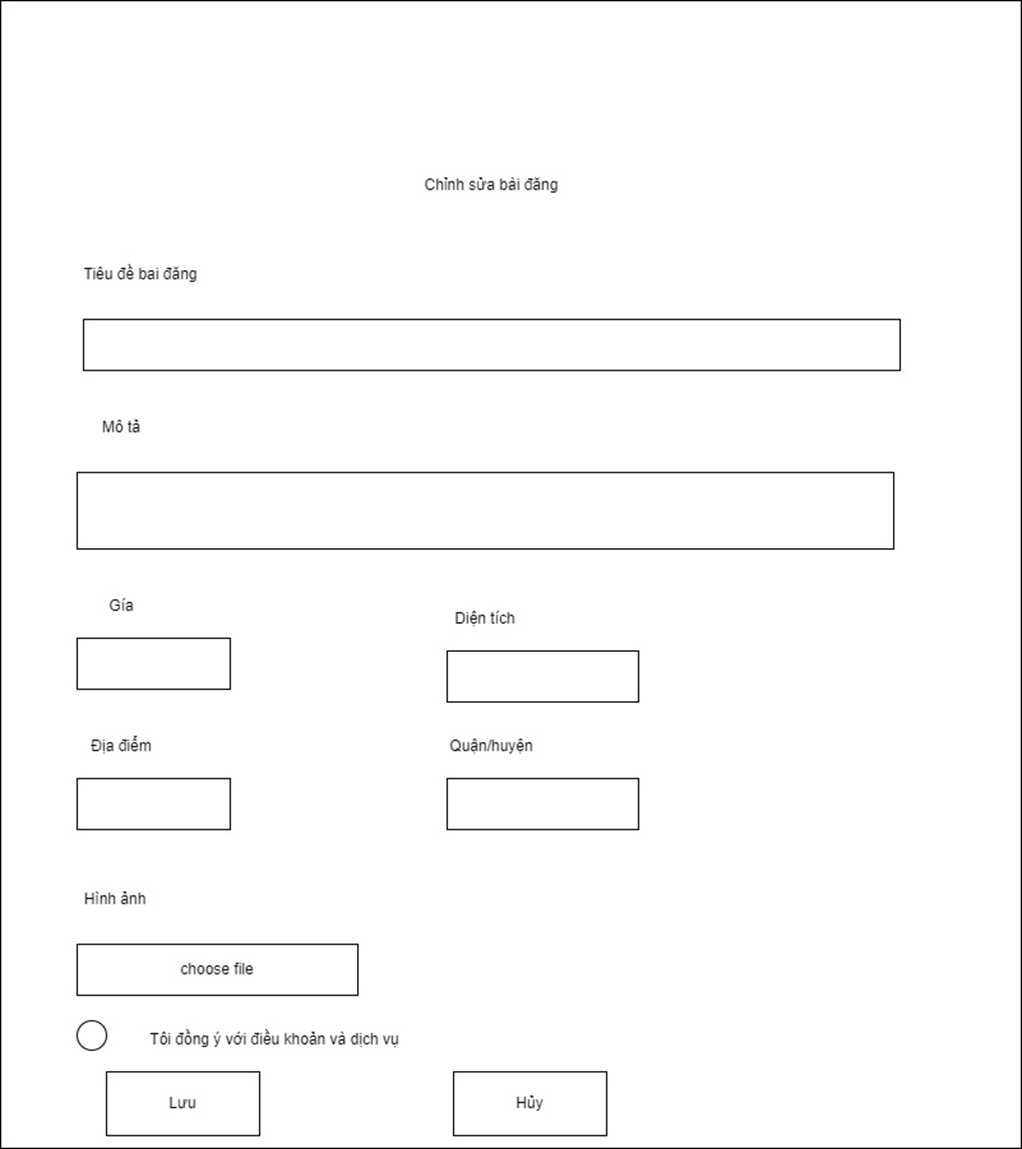 Chỉnh sửa bài đăng
Tiêu đề bai đăng
Mô tả
Gía
Diện tích
Địa điểm
Quận/huyện
Hình ảnh
choose file
Tôi đồng ý với điều khoản và dịch vụ
Lưu
Hủy